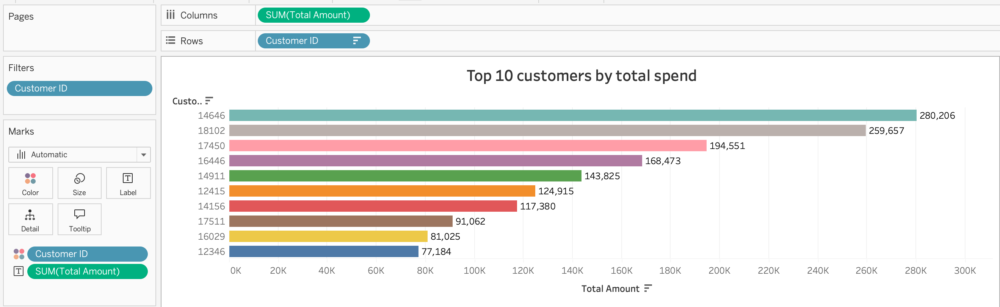 Pages
Columns
SUM(Total Amount)
Rows
Customer ID
Filters
Customer ID
Marks
Automatic
Color
Size
Label
Detail
Tooltip
Customer ID
SUM(Total Amount)
Top 10 customers by total spend
Custo..
14646 280,206
18102 259,657
17450 194,551
16446 168,473
14911 143,825
12415 124,915
14156 117,380
17511 91,062
16029 81,025
12346 77,184
0K 20K 40K 60K 80K 100K 120K 140K 160K 180K 200K 220K 240K 260K 280K 300K
Total Amount